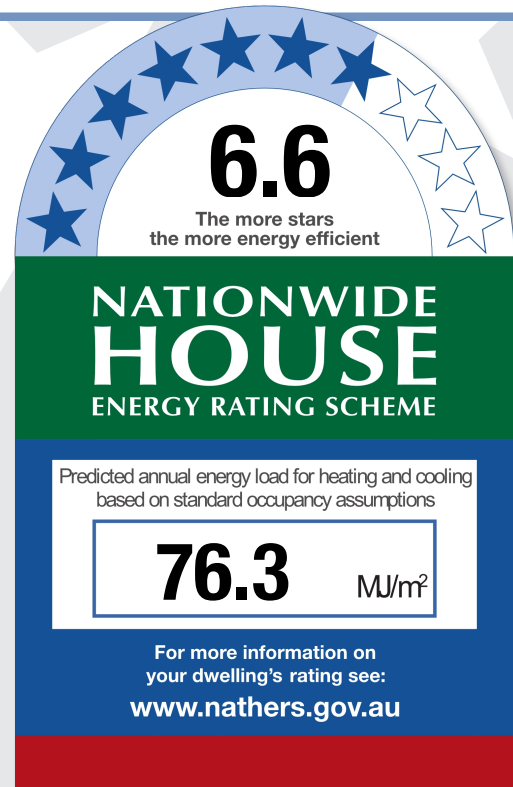 6.6
The more stars
the more energy efficient
NATIONWIDE
HOUSE
ENERGY RATING SCHEME
Predicted annual energy load for heating and cooling
based on standard occupancy assumptions
76.3 MJ/m²
For more information on
your dwelling's rating see:
www.nathers.gov.au